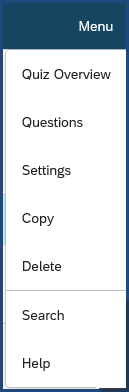 Menu
Quiz Overview
Questions
Settings
Copy
Delete
Search
Help